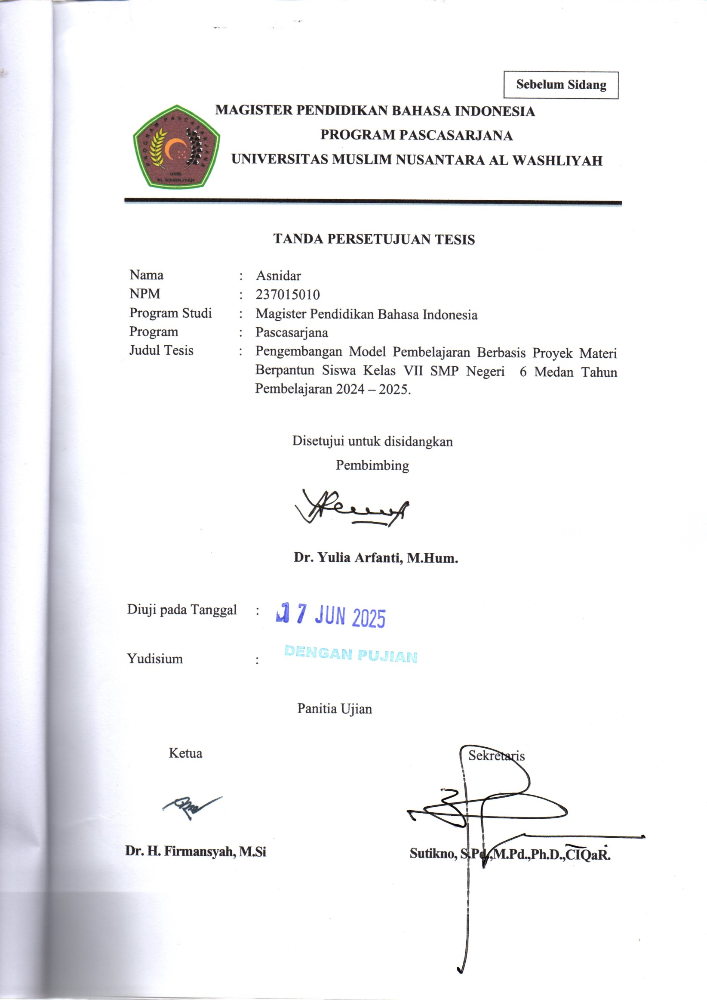 Sebelum Sidang
MAGISTER PENDIDIKAN BAHASA INDONESIA
PROGRAM PASCASARJANA
UNIVERSITAS MUSLIM NUSANTARA AL WASHLIYAH
PROGRAM PASCASARJANA
UMN
AL WASHLIYAH
TANDA PERSETUJUAN TESIS
Nama : Asnidar
NPM : 237015010
Program Studi : Magister Pendidikan Bahasa Indonesia
Program : Pascasarjana
Judul Tesis : Pengembangan Model Pembelajaran Berbasis Proyek Materi
Berpantun Siswa Kelas VII SMP Negeri 6 Medan Tahun
Pembelajaran 2024 – 2025.
Disetujui untuk disidangkan
Pembimbing
Dr. Yulia Arfanti, M.Hum.
Diuji pada Tanggal : 17 JUN 2025
Yudisium : DENGAN PUJIAN
Panitia Ujian
Ketua Sekretaris
Dr. H. Firmansyah, M.Si Sutikno, S.Pd.,M.Pd.,Ph.D.,CIQaR.